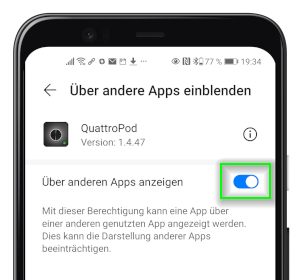 77 % 19:34
Über andere Apps einblenden
QuattroPod
Version: 1.4.47
Über anderen Apps anzeigen
Mit dieser Berechtigung kann eine App über
einer anderen genutzten App angezeigt werden.
Dies kann die Darstellung anderer Apps
beeinträchtigen.